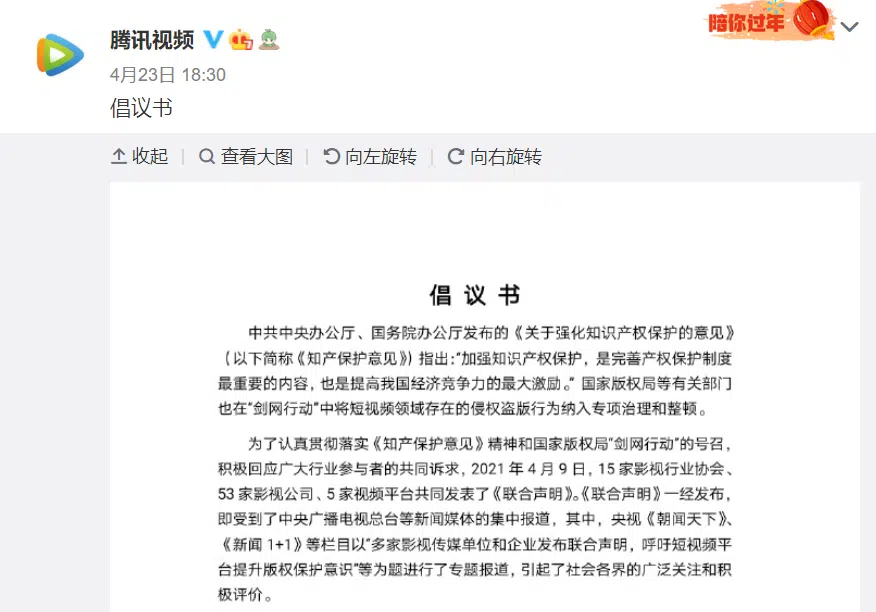 腾讯视频
陪你过年
4月23日 18:30
倡议书
收起
查看大图
向左旋转
向右旋转
倡 议 书
中共中央办公厅、国务院办公厅发布的《关于强化知识产权保护的意见》
（以下简称《知产保护意见》）指出:“加强知识产权保护，是完善产权保护制度
最重要的内容，也是提高我国经济竞争力的最大激励。”国家版权局等有关部门
也在“剑网行动”中将短视频领域存在的侵权盗版行为纳入专项治理和整顿。
为了认真贯彻落实《知产保护意见》精神和国家版权局“剑网行动”的号召，
积极回应广大行业参与者的共同诉求，2021 年 4 月 9 日，15 家影视行业协会、
53 家影视公司、5 家视频平台共同发表了《联合声明》。《联合声明》一经发布，
即受到了中央广播电视总台等新闻媒体的集中报道，其中，央视《朝闻天下》、
《新闻 1+1》等栏目以“多家影视传媒单位和企业发布联合声明，呼吁短视频平
台提升版权保护意识”等为题进行了专题报道，引起了社会各界的广泛关注和积
极评价。